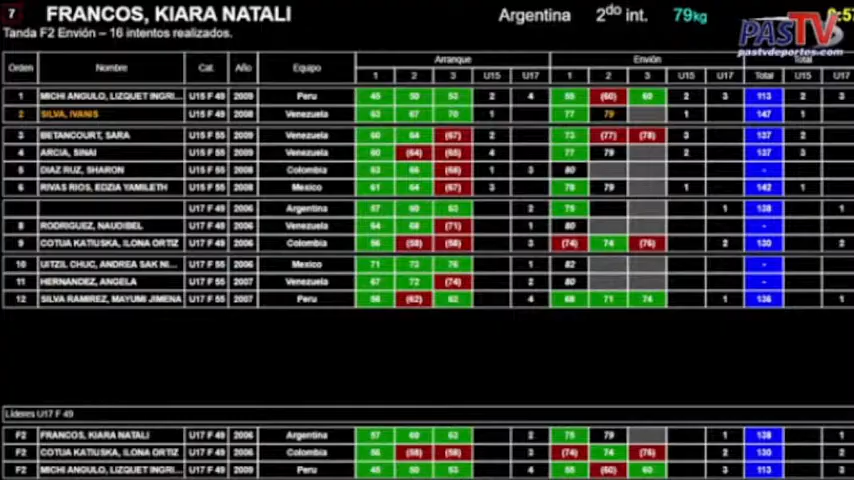 7 FRANCOS, KIARA NATALI Argentina 2do int. 79kg
Tanda F2 Envión – 16 intentos realizados.
PASTV
pastvdeportes.com
Arranque Envión Total
Orden Nombre Cat. Año Equipo 1 2 3 U15 U17 1 2 3 U15 U17 Total U15 U17
1 MICHI ANGULO, LIZQUET INGRI... U15 F 49 2009 Peru 45 50 53 2 4 55 (60) 60 2 3 113 2 3
2 SILVA, IVANIS U15 F 49 2008 Venezuela 63 67 70 1 77 79 1 147 1
3 BETANCOURT, SARA U15 F 55 2009 Venezuela 60 64 (67) 2 73 (77) (78) 3 137 2
4 ARCIA, SINAI U15 F 55 2009 Venezuela 60 (64) (65) 4 77 79 2 137 3
5 DIAZ RUZ, SHARON U15 F 55 2008 Colombia 63 66 (68) 1 3 80 -
6 RIVAS RIOS, EDZIA YAMILETH U15 F 55 2008 Mexico 61 64 (67) 3 78 79 1 142 1
U17 F 49 2006 Argentina 57 60 63 2 75 1 138 1
8 RODRIGUEZ, NAUDIBEL U17 F 49 2006 Venezuela 64 68 (71) 1 80 -
9 COTUA KATIUSKA, ILONA ORTIZ U17 F 49 2006 Colombia 56 (58) (58) 3 (74) 74 (76) 2 130 2
10 UITZIL CHUC, ANDREA SAK NI... U17 F 55 2006 Mexico 71 73 76 1 82 -
11 HERNANDEZ, ANGELA U17 F 55 2007 Venezuela 67 72 (74) 2 80 -
12 SILVA RAMIREZ, MAYUMI JIMENA U17 F 55 2007 Peru 56 (62) 62 4 68 71 74 136
Líderes U17 F 49
F2 FRANCOS, KIARA NATALI U17 F 49 2006 Argentina 57 60 63 2 75 79 1 138 1
F2 COTUA KATIUSKA, ILONA ORTIZ U17 F 49 2006 Colombia 56 (58) (58) 3 (74) 74 (76) 2 130 2
F2 MICHI ANGULO, LIZQUET INGRI... U15 F 49 2009 Peru 45 50 53 4 55 (60) 60 3 113 3